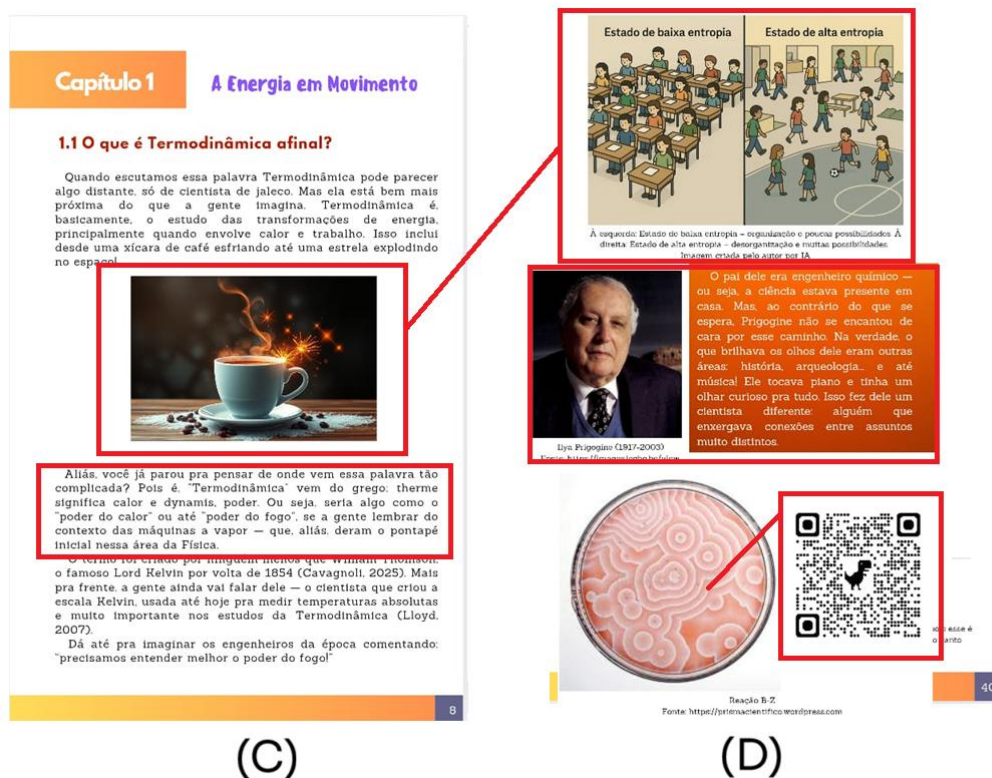 Capítulo 1
A Energia em Movimento
1.1 O que é Termodinâmica afinal?
Quando escutamos essa palavra Termodinâmica pode parecer
algo distante, só de cientista de jaleco. Mas ela está bem mais
próxima do que a gente imagina. Termodinâmica é,
basicamente, o estudo das transformações de energia,
principalmente quando envolve calor e trabalho. Isso inclui
desde uma xícara de café esfriando até uma estrela explodindo
no espaço!
Aliás, você já parou pra pensar de onde vem essa palavra tão
complicada? Pois é, "Termodinâmica" vem do grego: therme
significa calor e dynamis, poder. Ou seja, seria algo como o
"poder do calor" ou até "poder do fogo", se a gente lembrar do
contexto das máquinas a vapor — que, aliás, deram o pontapé
inicial nessa área da Física.
O termo foi criado por ninguém menos que William Thomson,
o famoso Lord Kelvin por volta de 1854 (Cavagnoli, 2025). Mais
pra frente, a gente ainda vai falar dele — o cientista que criou a
escala Kelvin, usada até hoje pra medir temperaturas absolutas
e muito importante nos estudos da Termodinâmica (Lloyd,
2007).
Dá até pra imaginar os engenheiros da época comentando:
"precisamos entender melhor o poder do fogo!"
8
(C)
Estado de baixa entropia
Estado de alta entropia
À esquerda: Estado de baixa entropia – organização e poucas possibilidades À
direita: Estado de alta entropia – desorganização e muitas possibilidades.
Imagem criada pelo autor por IA
O pai dele era engenheiro químico —
ou seja, a ciência estava presente em
casa. Mas, ao contrário do que se
espera, Prigogine não se encantou de
cara por esse caminho. Na verdade, o
que brilhava os olhos dele eram outras
áreas: história, arqueologia... e até
música! Ele tocava piano e tinha um
olhar curioso pra tudo. Isso fez dele um
cientista diferente: alguém que
enxergava conexões entre assuntos
muito distintos.
Ilya Prigogine (1917-2003)
esse é
40
Reação B-Z
Fonte: https://prismacientifico.wordpress.com
(D)